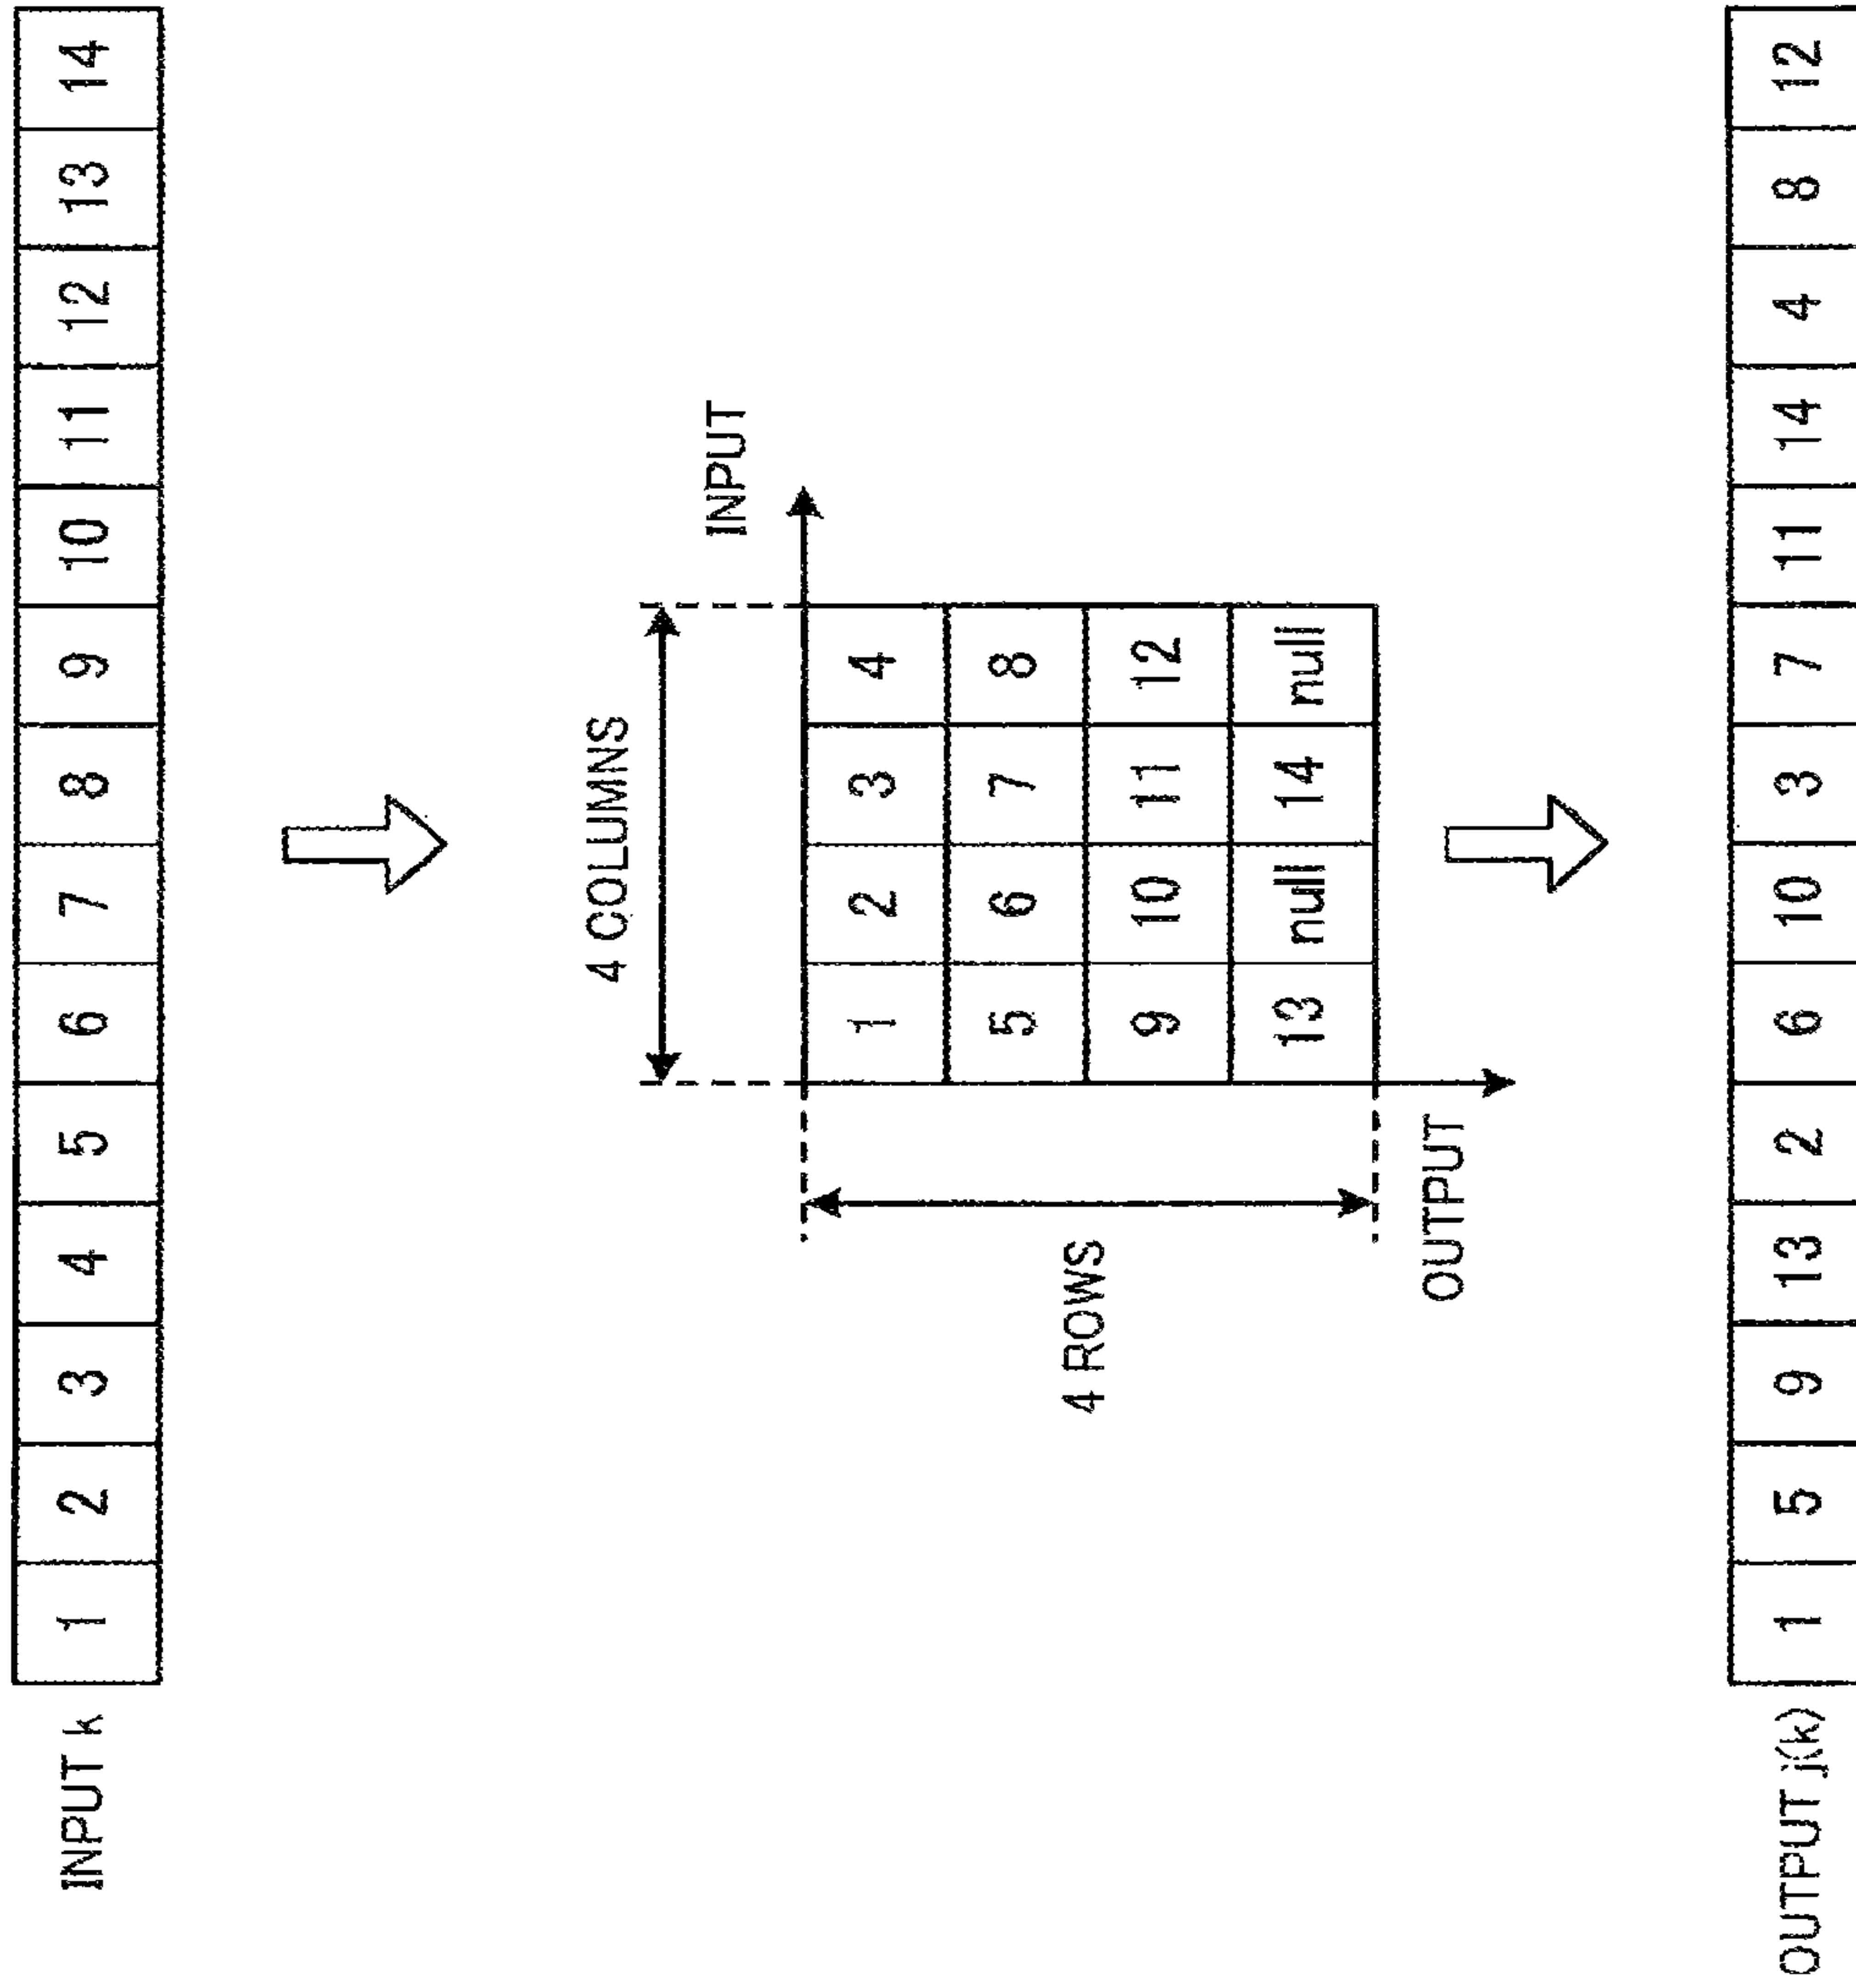 INPUT k 1 2 3 4 5 6 7 8 9 10 11 12 13 14
4 COLUMNS
INPUT
4 ROWS
1 2 3 4
5 6 7 8
9 10 11 12
13 null 14 null
OUTPUT
OUTPUT j(k) 1 5 9 13 2 6 10 3 7 11 14 4 8 12